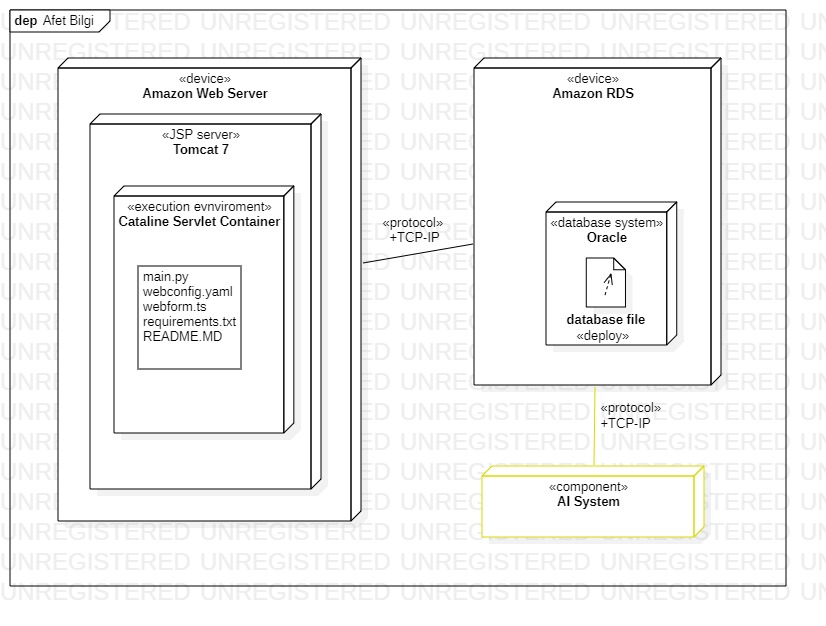 dep Afet Bilgi
«device»
Amazon Web Server
«JSP server»
Tomcat 7
«execution evnviroment»
Cataline Servlet Container
main.py
webconfig.yaml
webform.ts
requirements.txt
README.MD
«protocol»
+TCP-IP
«device»
Amazon RDS
«database system»
Oracle
database file
«deploy»
«protocol»
+TCP-IP
«component»
AI System
UNREGISTERED